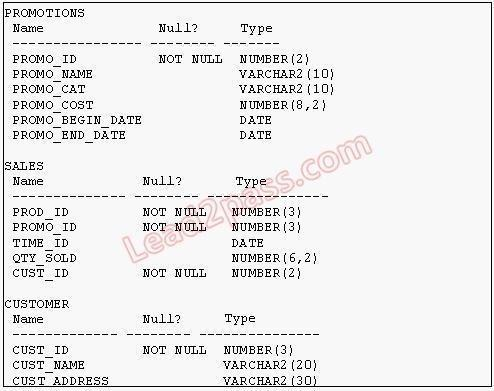 PROMOTIONS
Name Null? Type
----------------- -------- -------
PROMO_ID NOT NULL NUMBER(2)
PROMO_NAME VARCHAR2(10)
PROMO_CAT VARCHAR2(10)
PROMO_COST NUMBER(8,2)
PROMO_BEGIN_DATE DATE
PROMO_END_DATE DATE
SALES
Name Null? Type
--------------- -------- ---------------
PROD_ID NOT NULL NUMBER(3)
PROMO_ID NOT NULL NUMBER(3)
TIME_ID DATE
QTY_SOLD NUMBER(6,2)
CUST_ID NOT NULL NUMBER(2)
CUSTOMER
Name Null? Type
-------------- -------- ---------------
CUST_ID NOT NULL NUMBER(3)
CUST_NAME VARCHAR2(20)
CUST_ADDRESS VARCHAR2(30)
Lead2pass.com